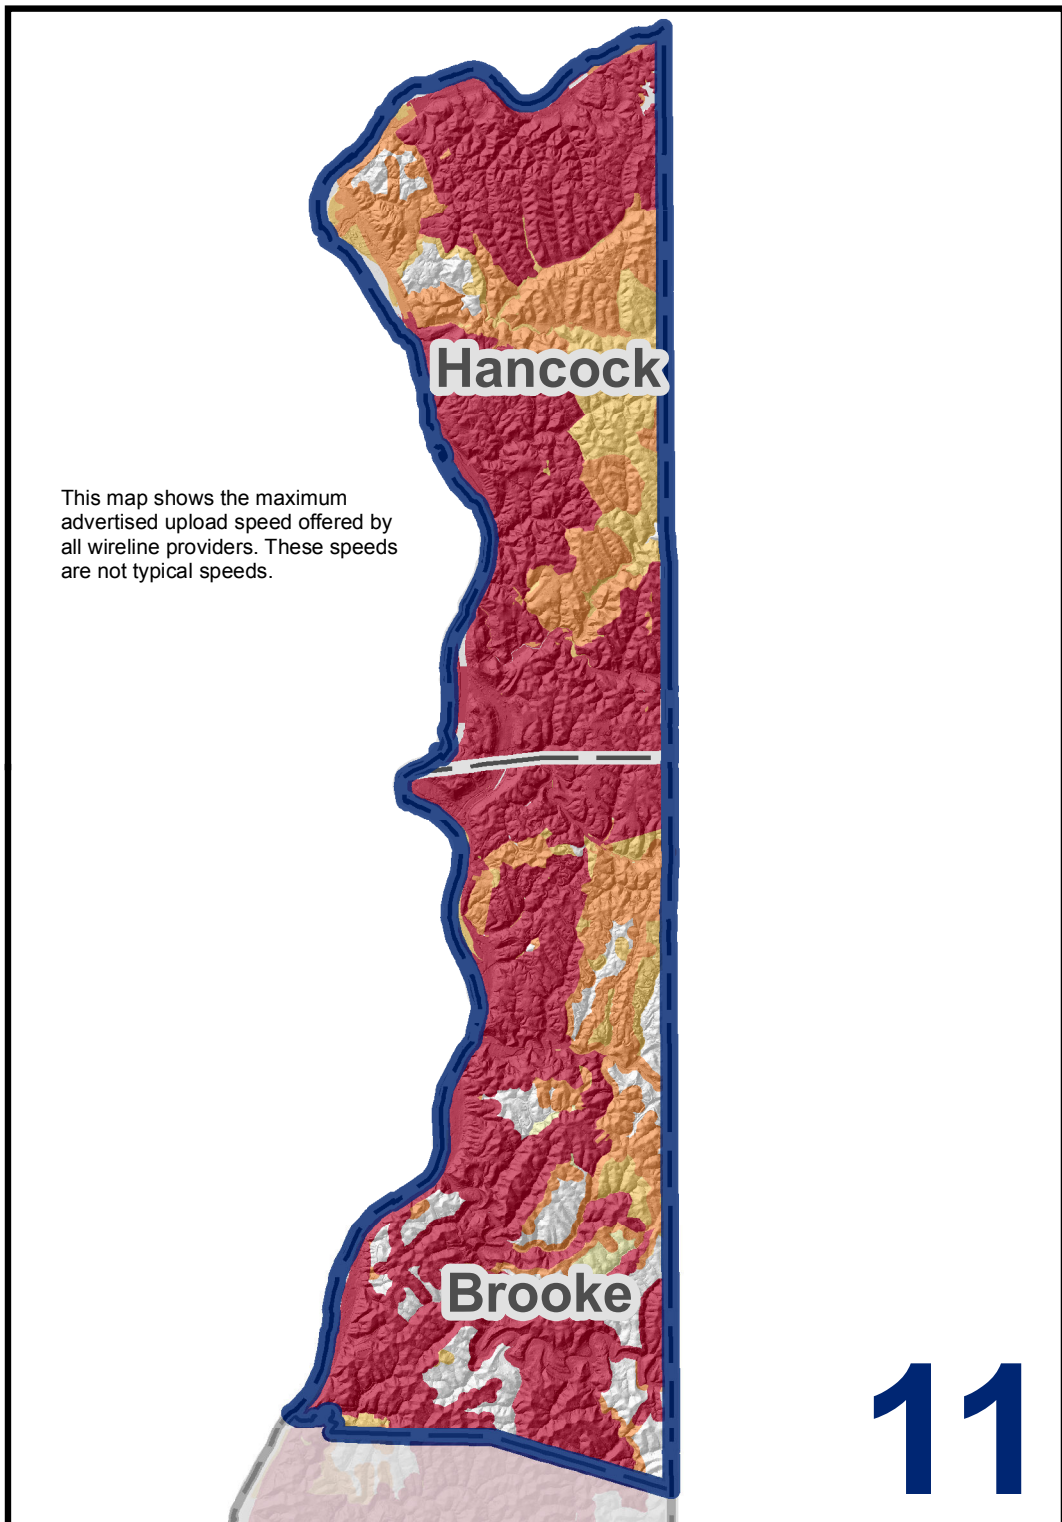 Hancock
This map shows the maximum
advertised upload speed offered by
all wireline providers. These speeds
are not typical speeds.
Brooke
11